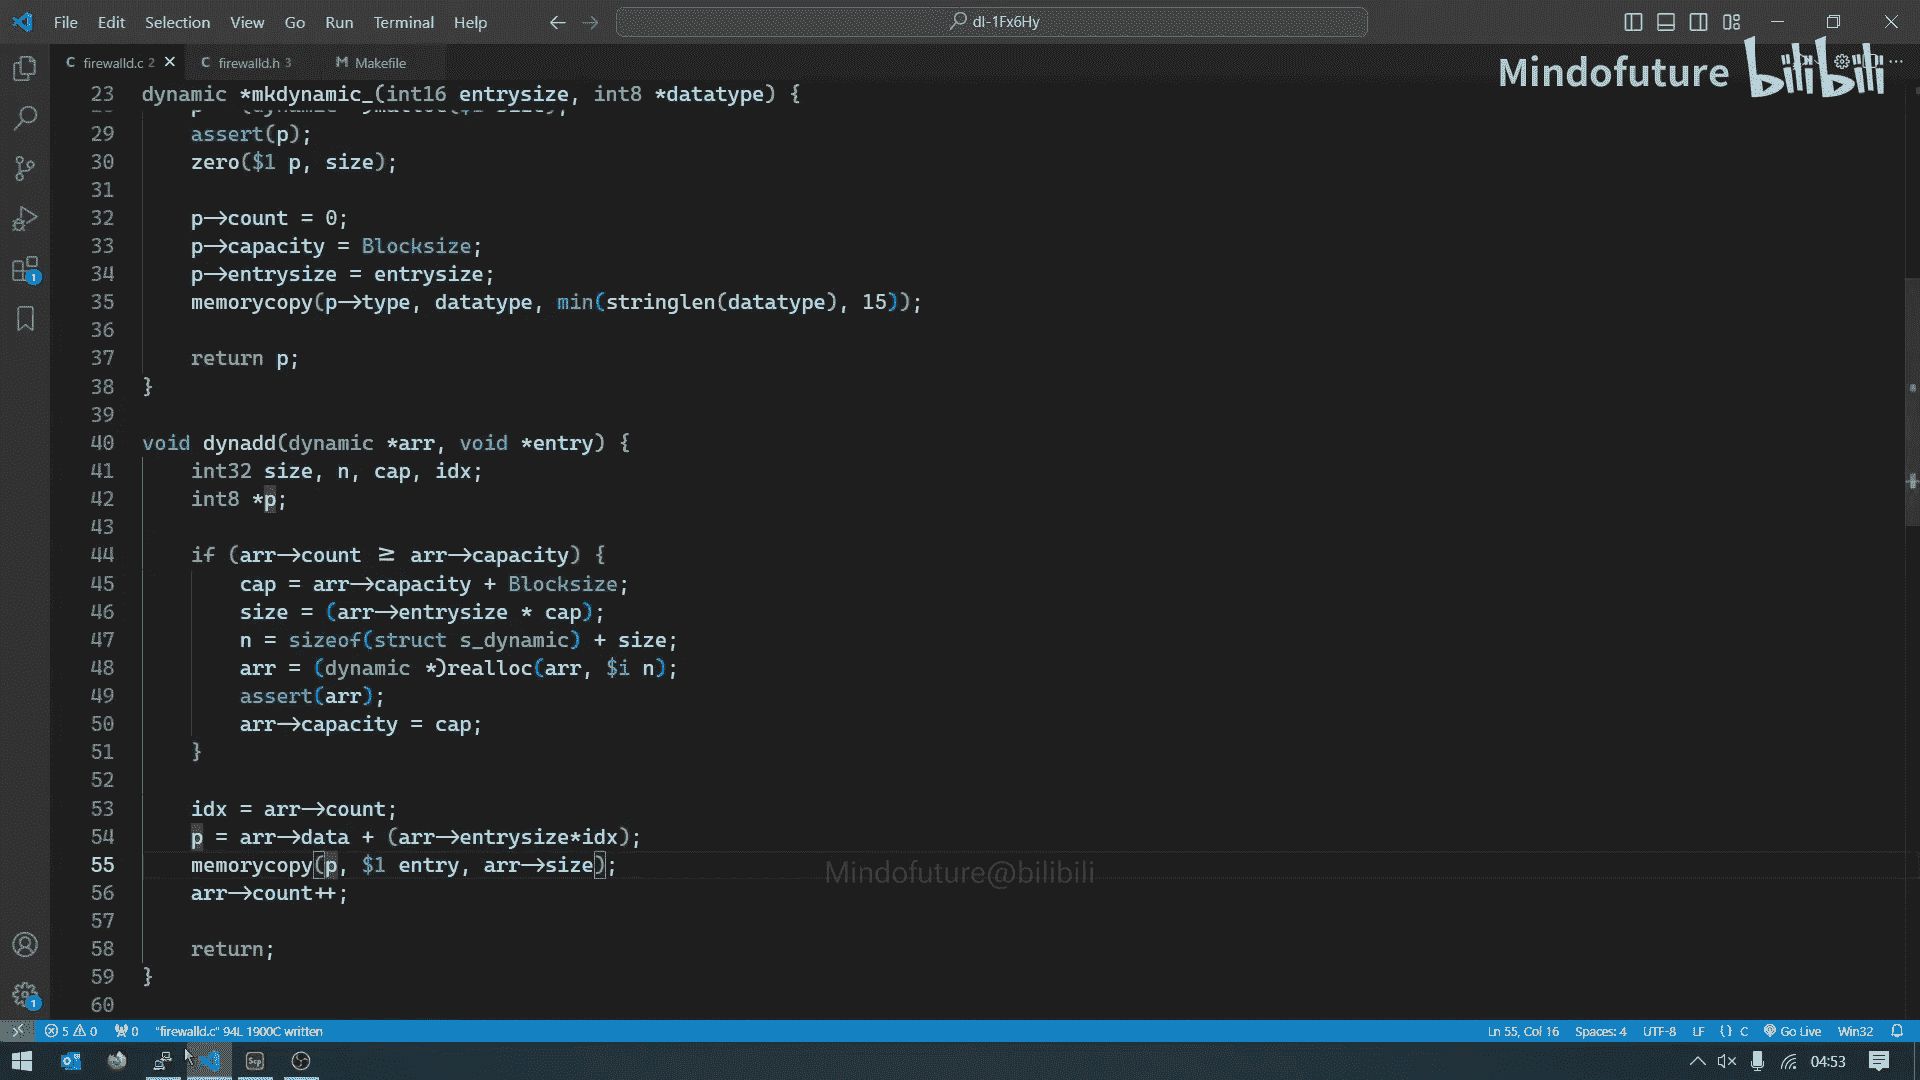 File Edit Selection View Go Run Terminal Help
dl-1Fx6Hy
C firewalld.c 2
C firewalld.h 3
M Makefile
Mindofuture bilibili
23 dynamic *mkdynamic_(int16 entrysize, int8 *datatype) {
29 assert(p);
30 zero($1 p, size);
31
32 p->count = 0;
33 p->capacity = Blocksize;
34 p->entrysize = entrysize;
35 memorycopy(p->type, datatype, min(stringlen(datatype), 15));
36
37 return p;
38 }
39
40 void dynadd(dynamic *arr, void *entry) {
41 int32 size, n, cap, idx;
42 int8 *p;
43
44 if (arr->count >= arr->capacity) {
45 cap = arr->capacity + Blocksize;
46 size = (arr->entrysize * cap);
47 n = sizeof(struct s_dynamic) + size;
48 arr = (dynamic *)realloc(arr, $i n);
49 assert(arr);
50 arr->capacity = cap;
51 }
52
53 idx = arr->count;
54 p = arr->data + (arr->entrysize*idx);
55 memorycopy(p, $1 entry, arr->size);
Mindofuture@bilibili
56 arr->count++;
57
58 return;
59 }
60
5 0 0 "firewalld.c" 94L 1900C written
Ln 55, Col 16 Spaces: 4 UTF-8 LF {} C Go Live Win32
04:53